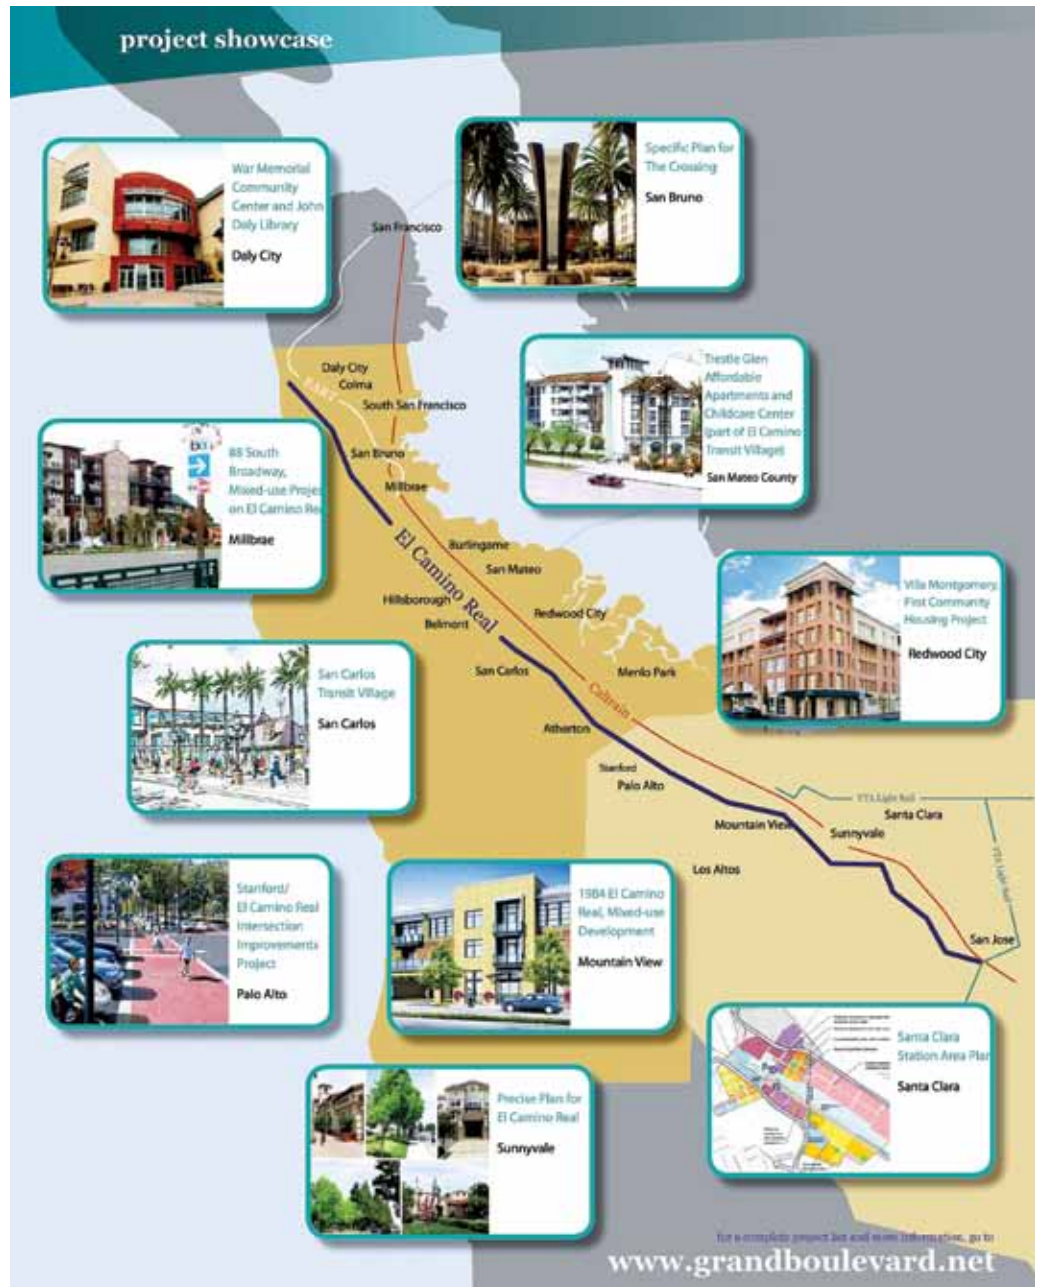 project showcase
War Memorial
Community
Center and John
Daly Library
Daly City
Specific Plan for
The Crossing
San Bruno
San Francisco
Trestle Glen
Affordable
Apartments and
Childcare Center
(part of El Camino
Transit Village)
San Mateo County
Daly City
Colma
BART
South San Francisco
San Bruno
Millbrae
88 South
Broadway,
Mixed-use Projec
on El Camino Rea
Millbrae
El Camino Real
Burlingame
San Mateo
Hillsborough
Redwood City
Belmont
San Carlos
Menlo Park
Caltrain
Atherton
Villa Montgomery,
First Community
Housing Project
Redwood City
San Carlos
Transit Village
San Carlos
Stanford
Palo Alto
VTA Light Rail
Santa Clara
Mountain View
Sunnyvale
Los Altos
VTA Light Rail
San Jose
Stanford/
El Camino Real
Intersection
Improvements
Project
Palo Alto
1984 El Camino
Real, Mixed-use
Development
Mountain View
Santa Clara
Station Area Plan
Santa Clara
Precise Plan for
El Camino Real
Sunnyvale
for a complete project list and more information, go to
www.grandboulevard.net